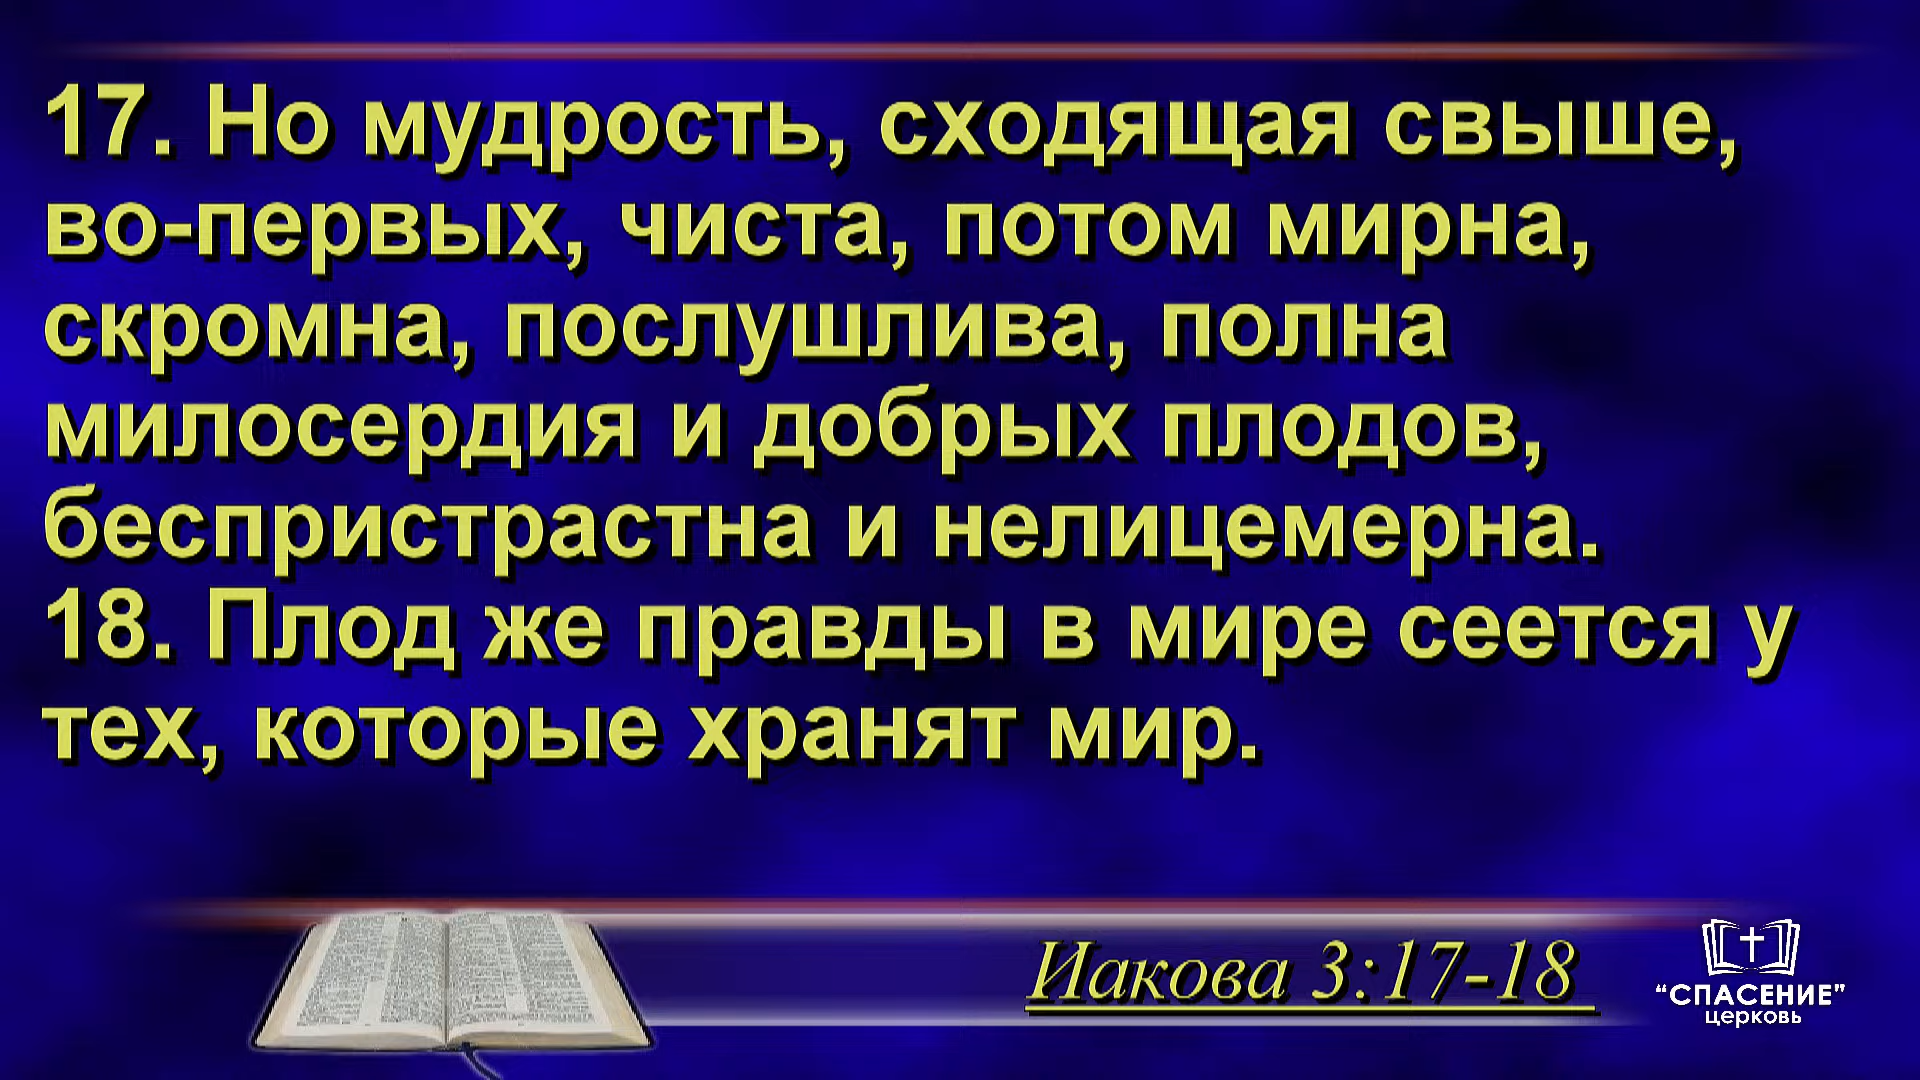 17. Но мудрость, сходящая свыше,
во-первых, чиста, потом мирна,
скромна, послушлива, полна
милосердия и добрых плодов,
беспристрастна и нелицемерна.
18. Плод же правды в мире сеется у
тех, которые хранят мир.
Иакова 3:17-18
“СПАСЕНИЕ”
церковь